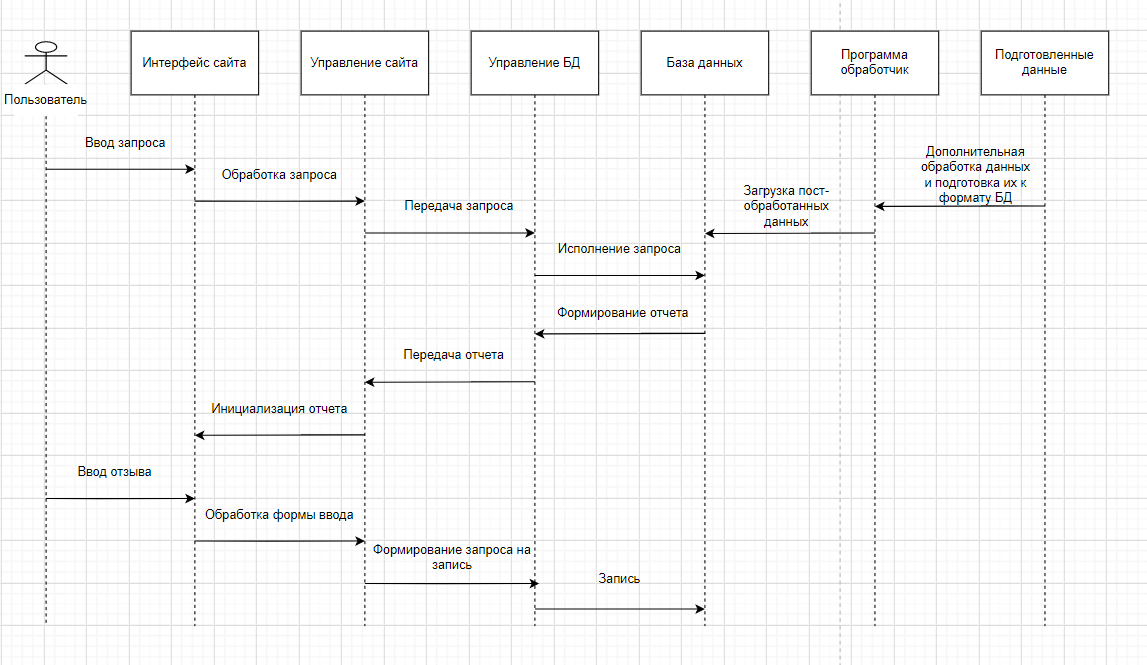 Пользователь
Интерфейс сайта
Управление сайта
Управление БД
База данных
Программа
обработчик
Подготовленные
данные
Ввод запроса
Обработка запроса
Передача запроса
Дополнительная
обработка данных
и подготовка их к
формату БД
Загрузка пост-
обработанных
данных
Исполнение запроса
Формирование отчета
Передача отчета
Инициализация отчета
Ввод отзыва
Обработка формы ввода
Формирование запроса на
запись
Запись